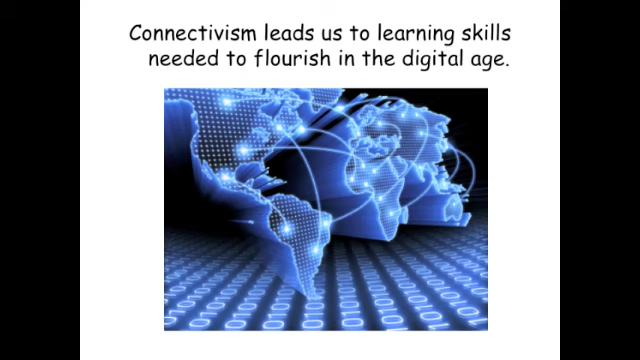 Connectivism leads us to learning skills
needed to flourish in the digital age.